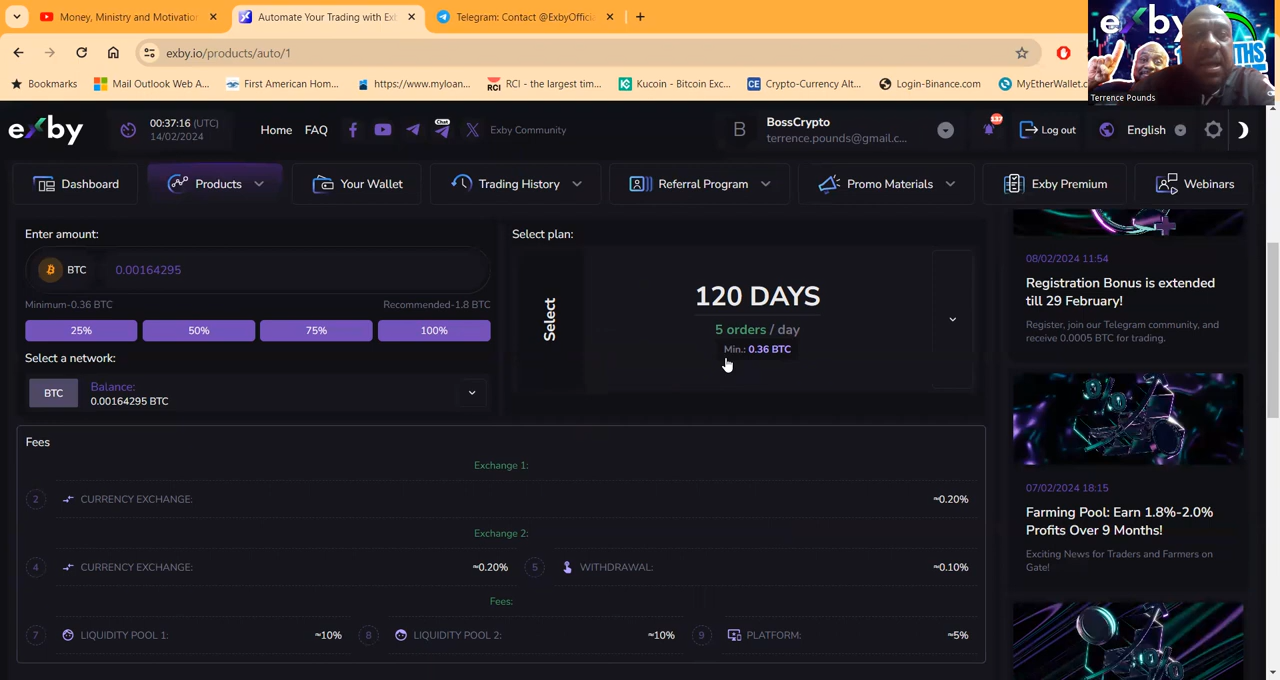 Money, Ministry and Motivation
Automate Your Trading with Exb
Telegram: Contact @ExbyOffici
exby.io/products/auto/1
Bookmarks
Mail Outlook Web A...
First American Hom...
https://www.myloan...
RCI - the largest tim...
Kucoin - Bitcoin Exc...
Crypto-Currency Alt...
Login-Binance.com
MyEtherWallet.c
Terrence Pounds
exby
00:37:16 (UTC)
14/02/2024
Home
FAQ
Chat
Exby Community
B
BossCrypto
terrence.pounds@gmail.c...
137
Log out
English
Dashboard
Products
Your Wallet
Trading History
Referral Program
Promo Materials
Exby Premium
Webinars
Enter amount:
BTC 0.00164295
Minimum-0.36 BTC
Recommended-1.8 BTC
25%
50%
75%
100%
Select a network:
BTC
Balance:
0.00164295 BTC
Select plan:
Select
120 DAYS
5 orders / day
Min.: 0.36 BTC
Fees
Exchange 1:
2 CURRENCY EXCHANGE: ≈0.20%
Exchange 2:
4 CURRENCY EXCHANGE: ≈0.20%
5 WITHDRAWAL: ≈0.10%
Fees:
7 LIQUIDITY POOL 1: ≈10%
8 LIQUIDITY POOL 2: ≈10%
9 PLATFORM: ≈5%
08/02/2024 11:54
Registration Bonus is extended
till 29 February!
Register, join our Telegram community, and
receive 0.0005 BTC for trading.
07/02/2024 18:15
Farming Pool: Earn 1.8%-2.0%
Profits Over 9 Months!
Exciting News for Traders and Farmers on
Gate!